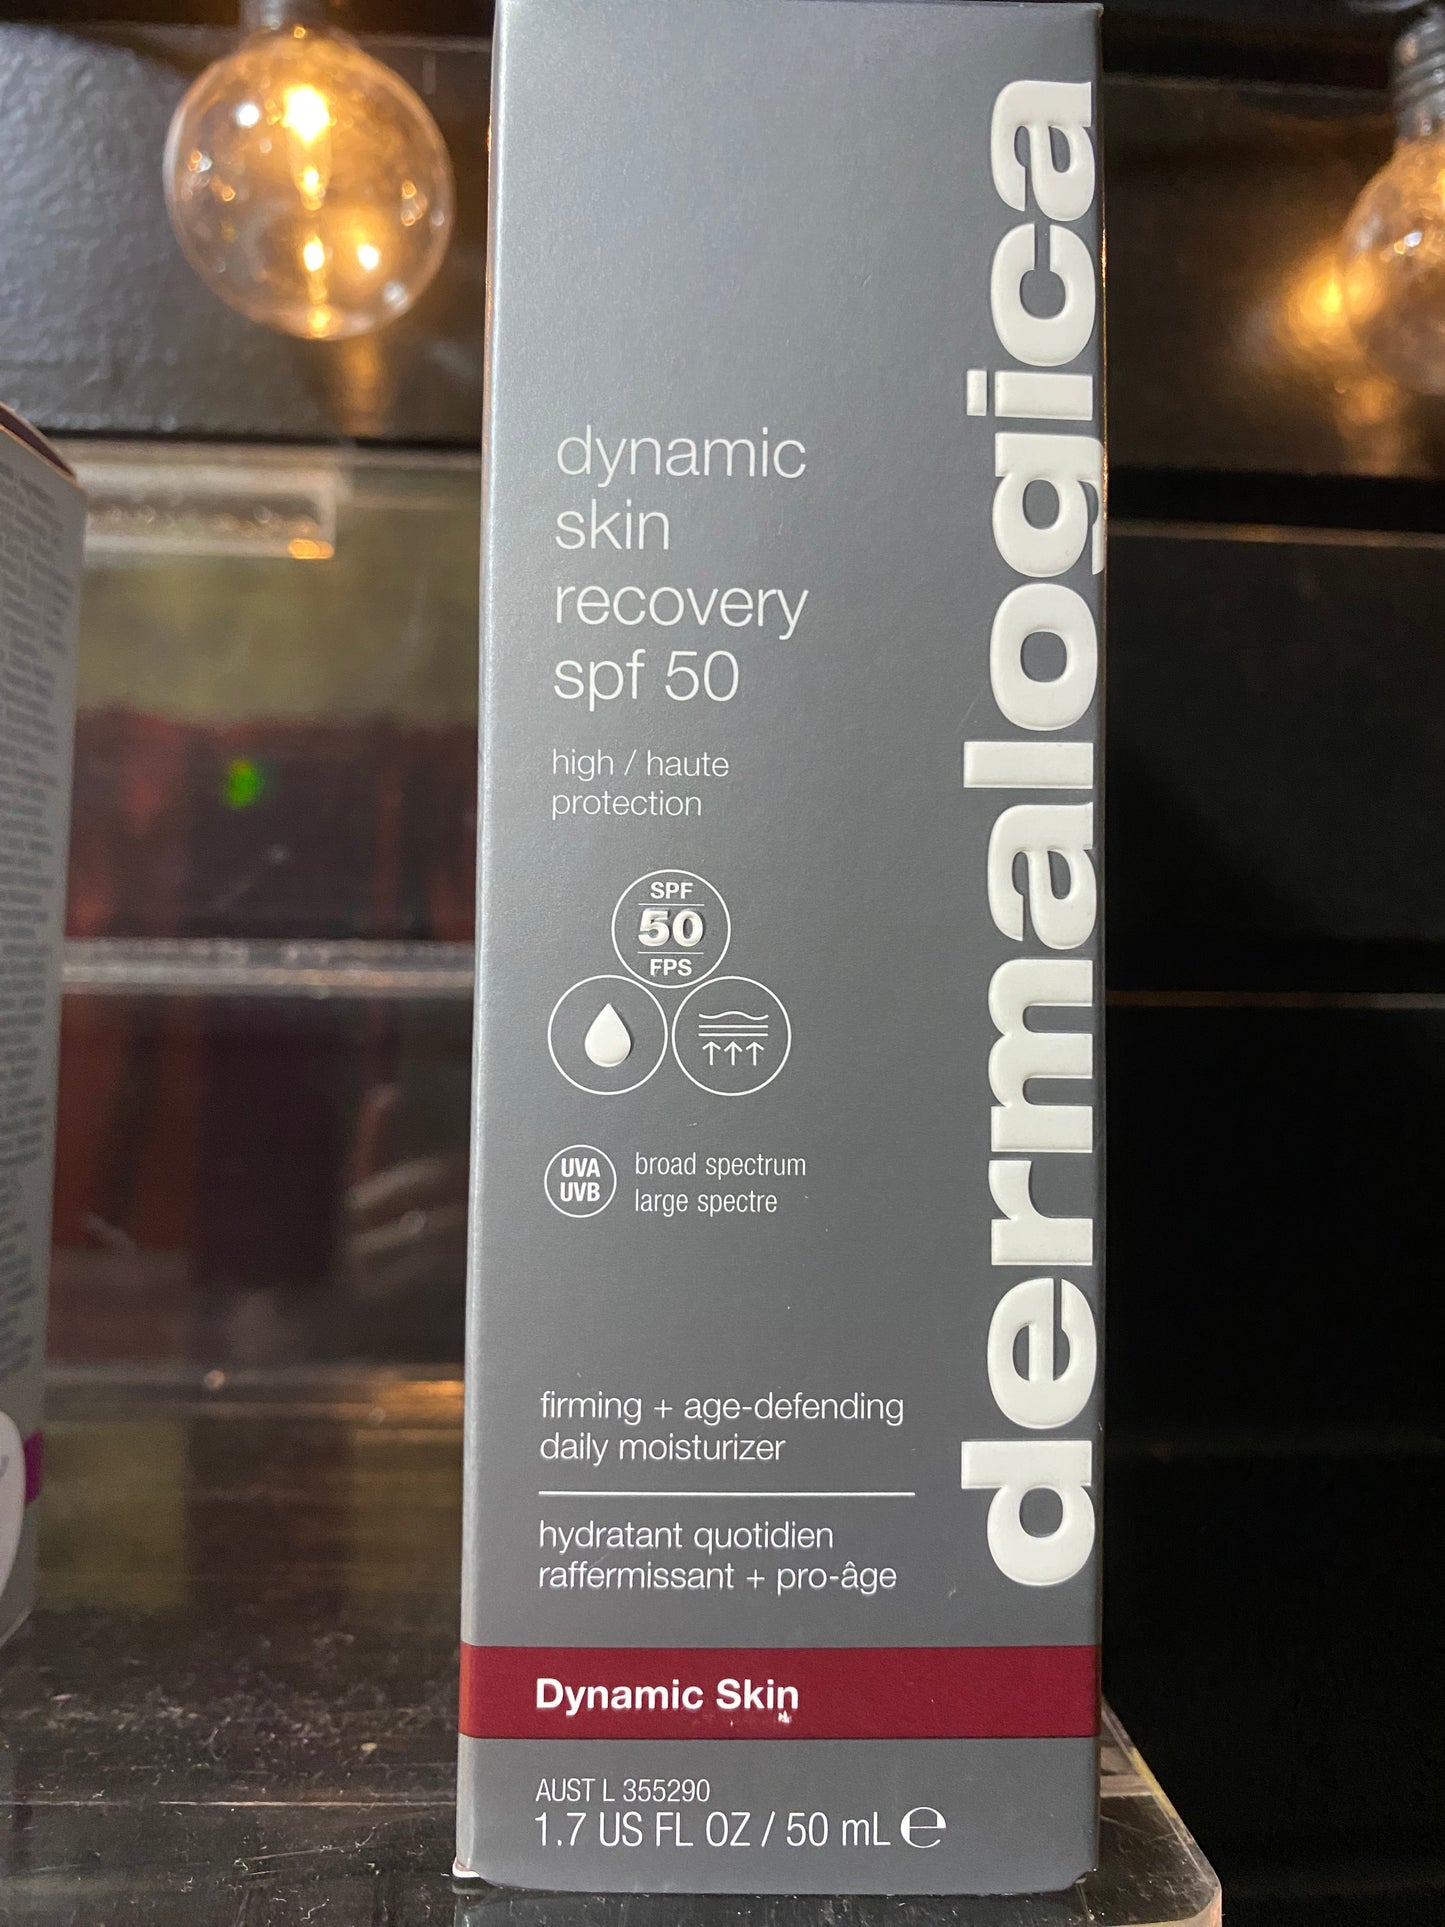 dermalogica
dynamic
skin
recovery
spf 50
high / haute
protection
SPF
50
FPS
UVA
UVB
broad spectrum
large spectre
firming + age-defending
daily moisturizer
hydratant quotidien
raffermissant + pro-âge
Dynamic Skin
AUST L 355290
1.7 US FL OZ / 50 mL ℮